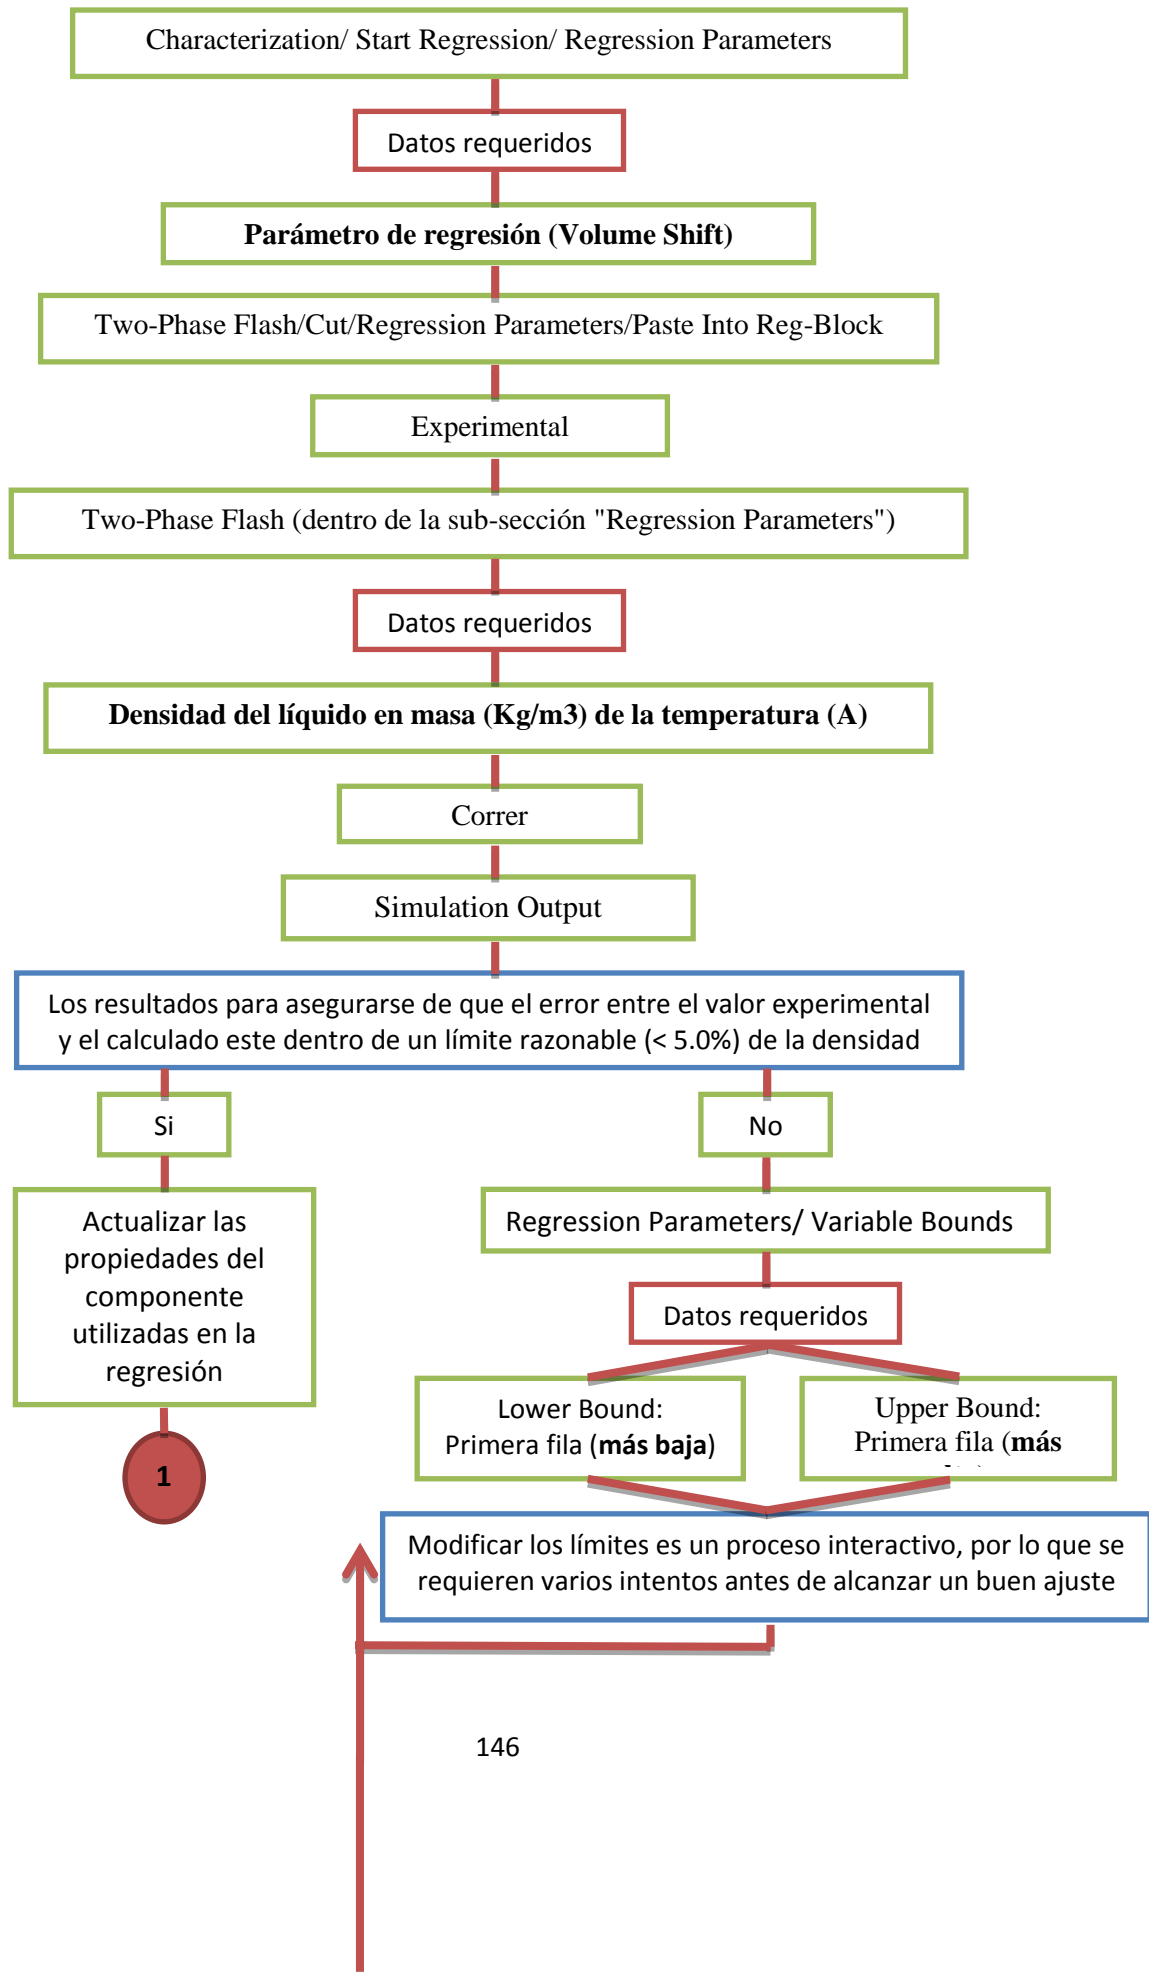 Characterization/ Start Regression/ Regression Parameters
Datos requeridos
Parámetro de regresión (Volume Shift)
Two-Phase Flash/Cut/Regression Parameters/Paste Into Reg-Block
Experimental
Two-Phase Flash (dentro de la sub-sección "Regression Parameters")
Datos requeridos
Densidad del líquido en masa (Kg/m3) de la temperatura (A)
Correr
Simulation Output
Los resultados para asegurarse de que el error entre el valor experimental
y el calculado este dentro de un límite razonable (< 5.0%) de la densidad
Si
No
Actualizar las
propiedades del
componente
utilizadas en la
regresión
Regression Parameters/ Variable Bounds
Datos requeridos
Lower Bound:
Primera fila (más baja)
Upper Bound:
Primera fila (más
1
Modificar los límites es un proceso interactivo, por lo que se
requieren varios intentos antes de alcanzar un buen ajuste
146